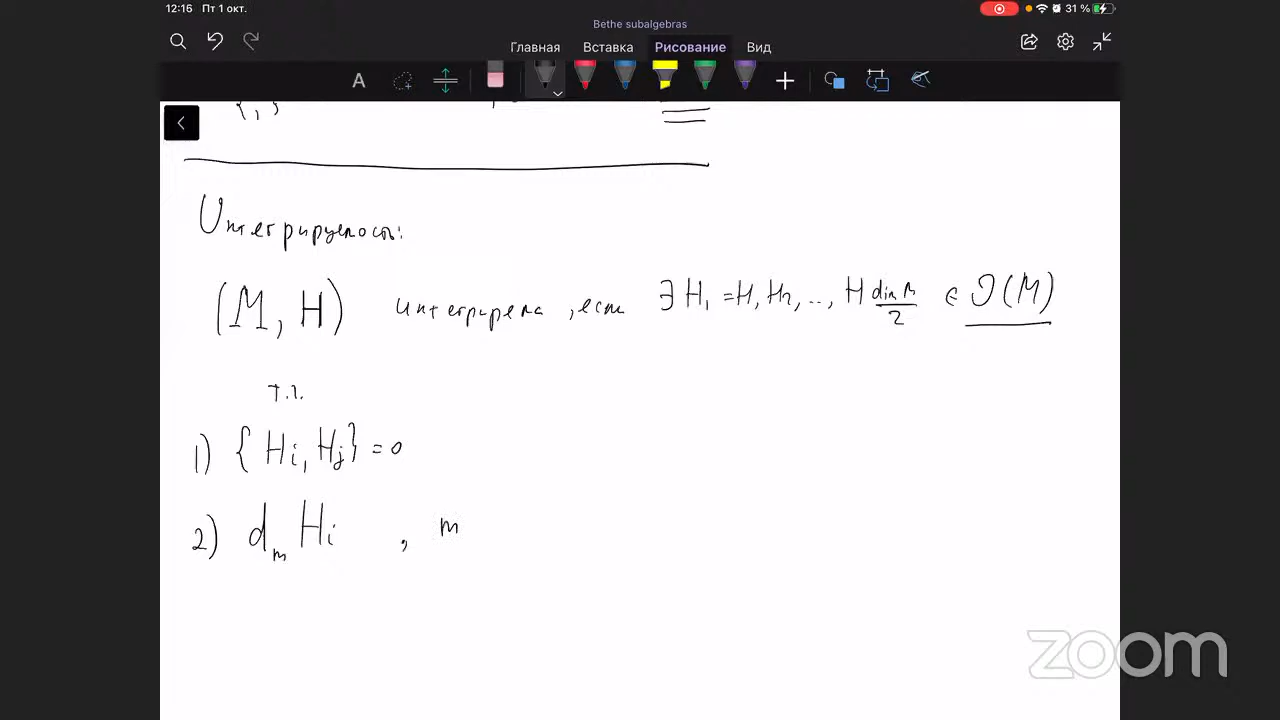 12:16 Пт 1 окт.
31 %
Bethe subalgebras
Главная Вставка Рисование Вид
A
{ , }
Интегрируемость:
(M, H) интегрируема, если ∃ H₁ = H, H₂, .., H_{dim M / 2} ∈ O(M)
т.ч.
1) {Hi, Hj} = 0
2) d_m Hi , m
zoom